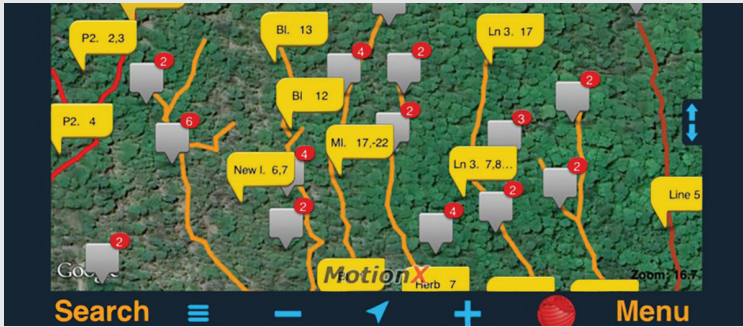 P2. 2,3
Bl. 13
Ln 3. 17
2
4
2
2
Bl 12
P2. 4
6
2
3
Ml. 17,-22
New l. 6,7
4
Ln 3. 7,8...
2
2
Line 5
2
4
2
Google
MotionX
Herb 7
Zoom: 16.7
Search
Menu